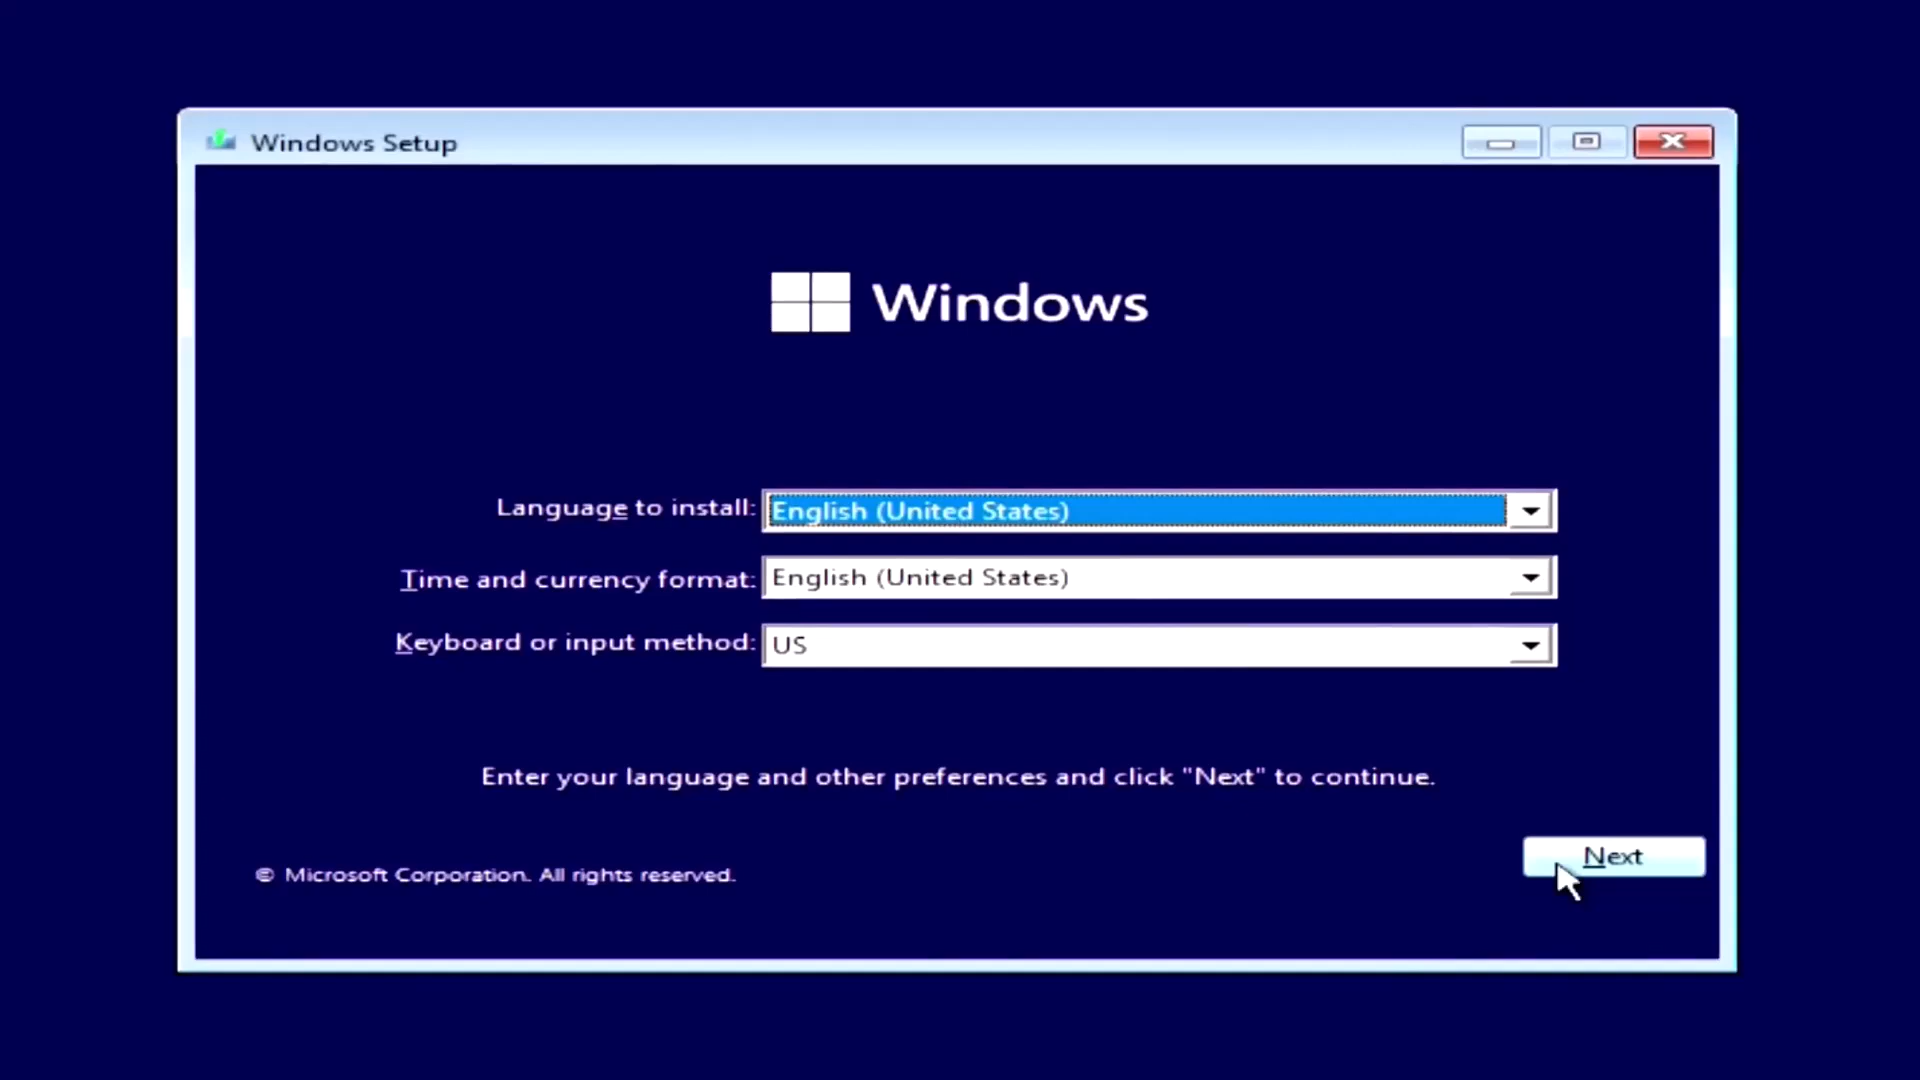 Windows Setup
Windows
Language to install: English (United States)
Time and currency format: English (United States)
Keyboard or input method: US
Enter your language and other preferences and click "Next" to continue.
Next
© Microsoft Corporation. All rights reserved.